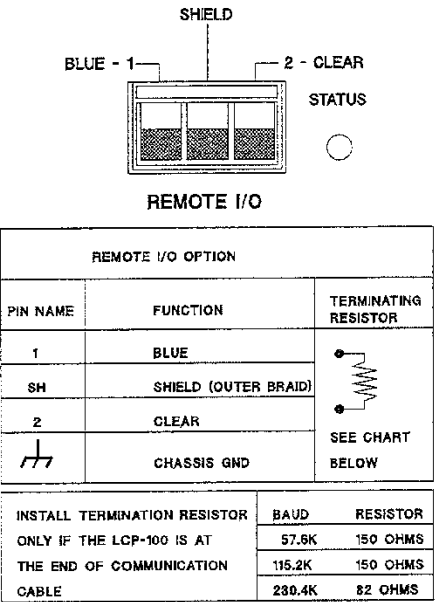 SHIELD
BLUE - 1
2 - CLEAR
STATUS
REMOTE I/O
REMOTE I/O OPTION
PIN NAME
FUNCTION
TERMINATING
RESISTOR
1
BLUE
SH
SHIELD (OUTER BRAID)
2
CLEAR
CHASSIS GND
SEE CHART
BELOW
INSTALL TERMINATION RESISTOR
ONLY IF THE LCP-100 IS AT
THE END OF COMMUNICATION
CABLE
BAUD
RESISTOR
57.6K
150 OHMS
115.2K
150 OHMS
230.4K
82 OHMS